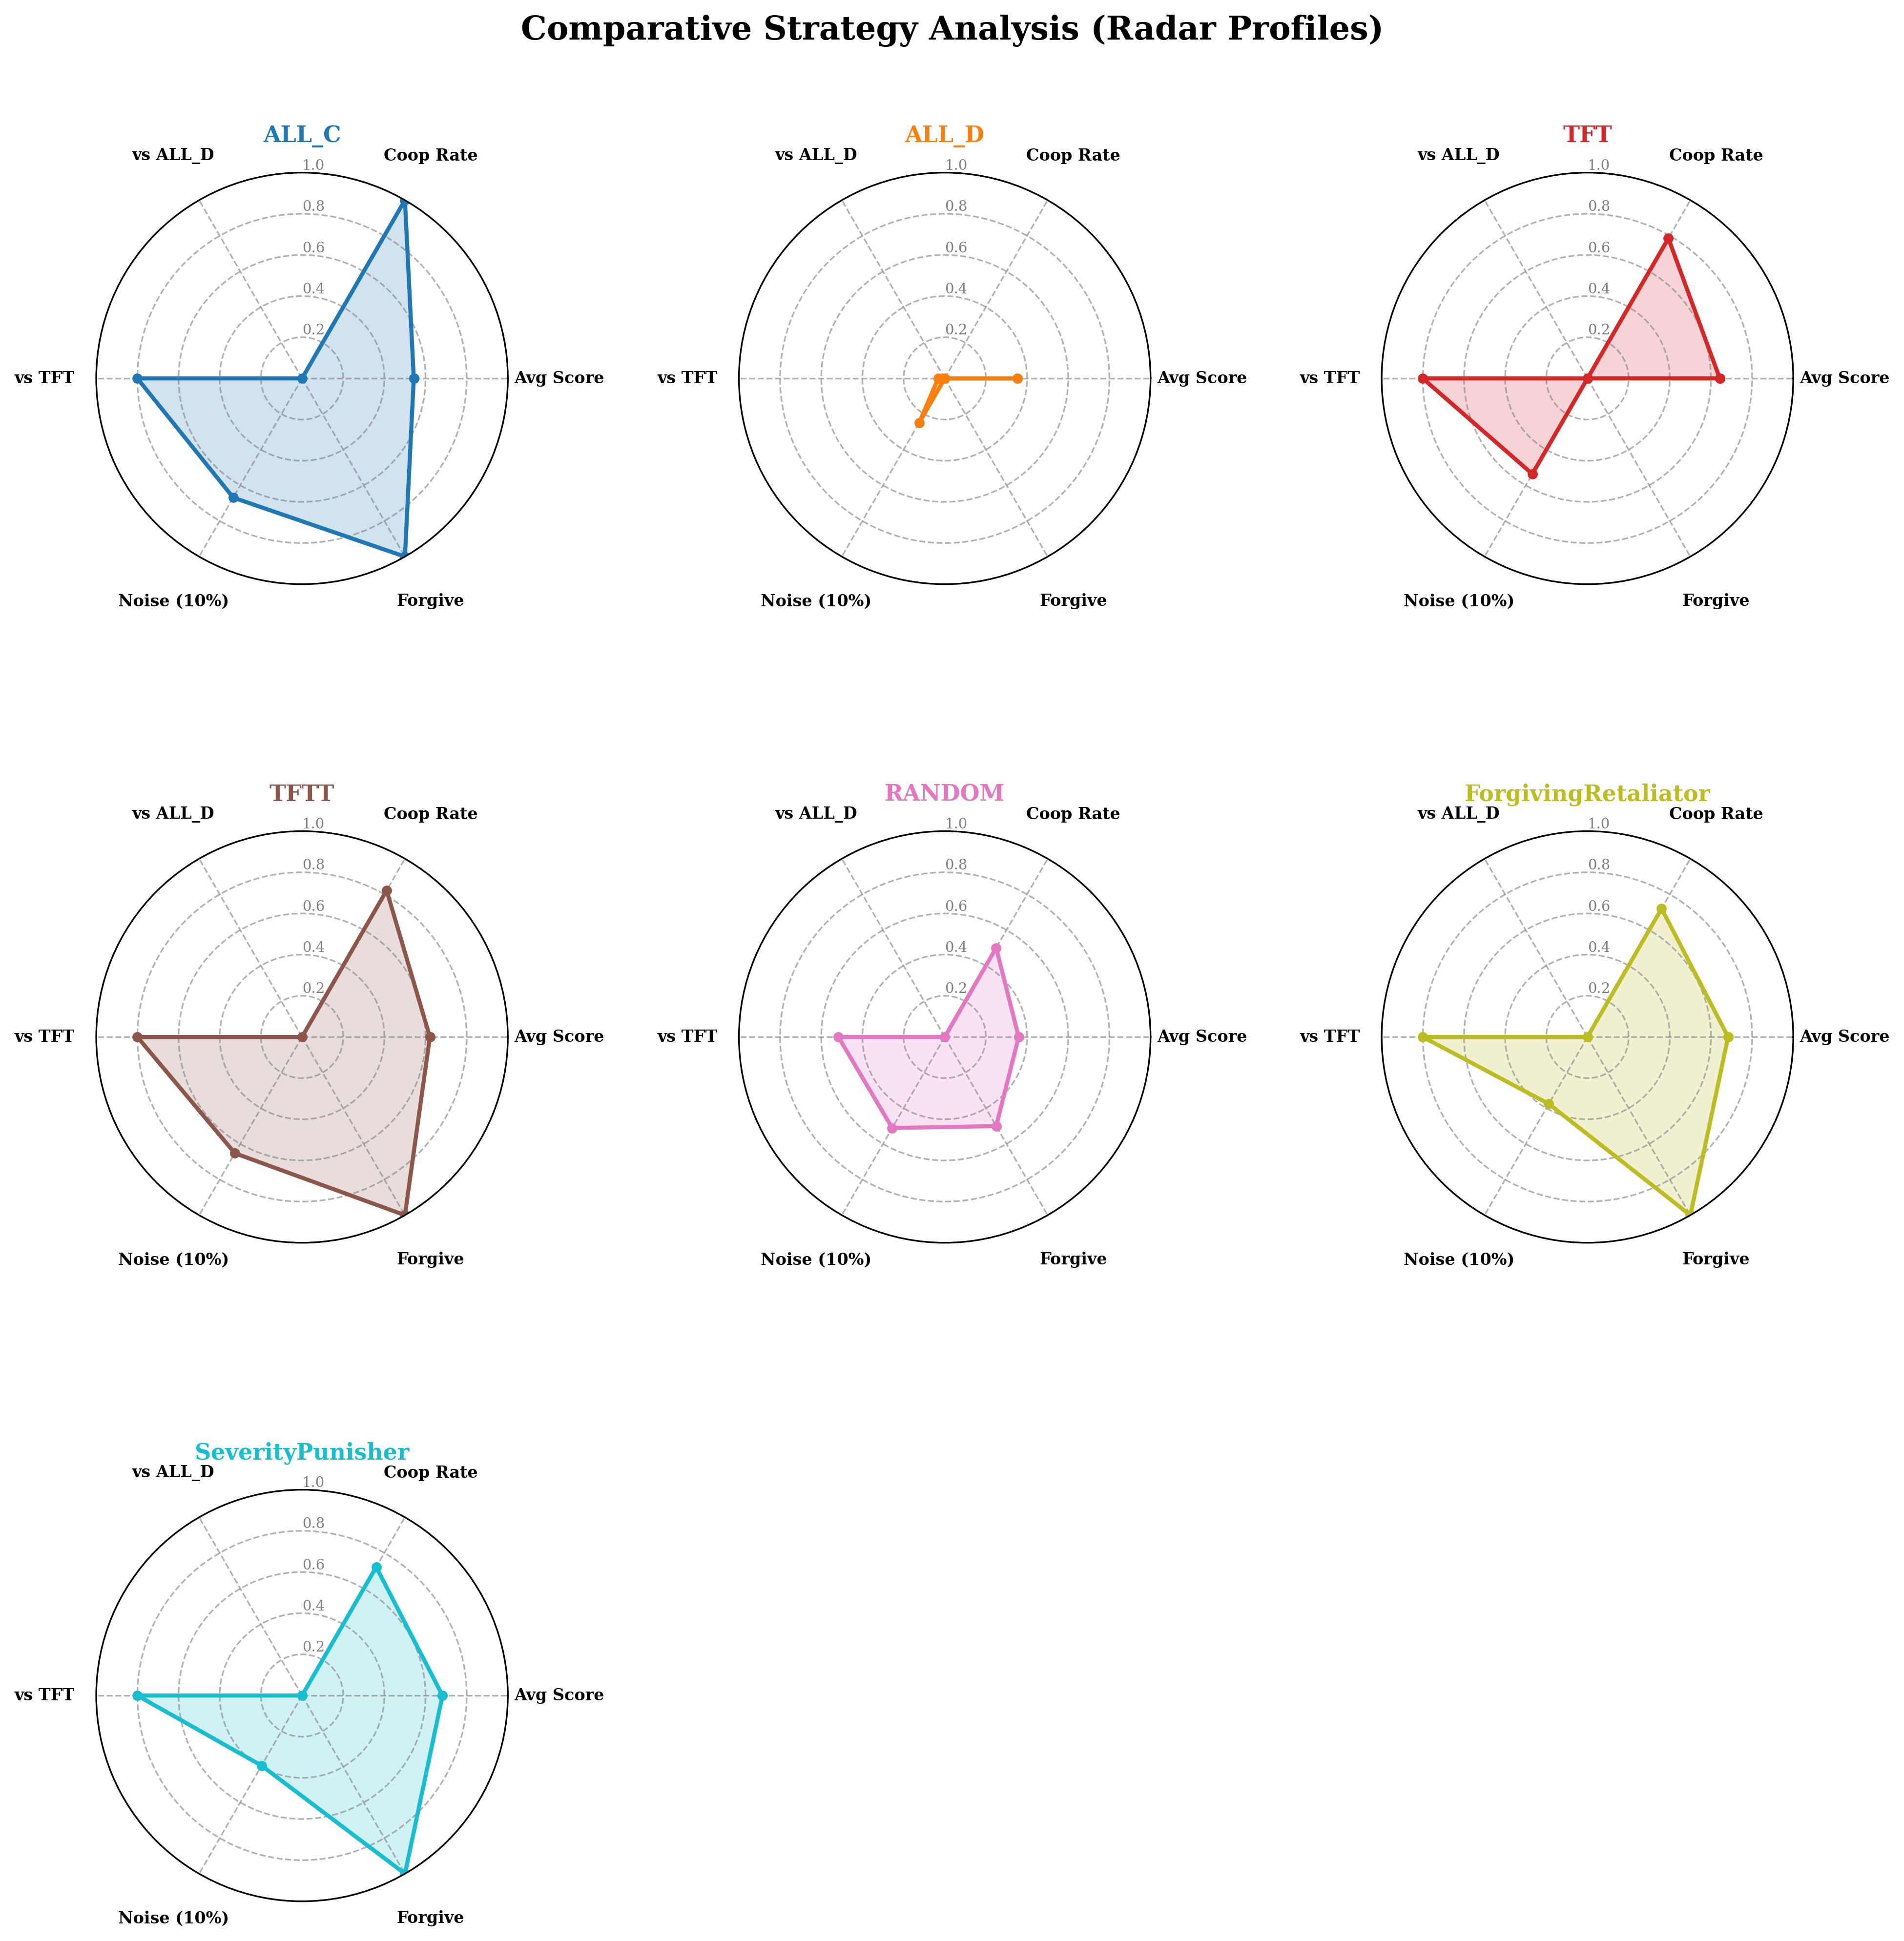 Comparative Strategy Analysis (Radar Profiles)
ALL_C
vs ALL_D
Coop Rate
1.0
0.8
0.6
0.4
0.2
vs TFT
Avg Score
Noise (10%)
Forgive
ALL_D
vs ALL_D
Coop Rate
1.0
0.8
0.6
0.4
0.2
vs TFT
Avg Score
Noise (10%)
Forgive
TFT
vs ALL_D
Coop Rate
1.0
0.8
0.6
0.4
0.2
vs TFT
Avg Score
Noise (10%)
Forgive
TFTT
vs ALL_D
Coop Rate
1.0
0.8
0.6
0.4
0.2
vs TFT
Avg Score
Noise (10%)
Forgive
RANDOM
vs ALL_D
Coop Rate
1.0
0.8
0.6
0.4
0.2
vs TFT
Avg Score
Noise (10%)
Forgive
ForgivingRetaliator
vs ALL_D
Coop Rate
1.0
0.8
0.6
0.4
0.2
vs TFT
Avg Score
Noise (10%)
Forgive
SeverityPunisher
vs ALL_D
Coop Rate
1.0
0.8
0.6
0.4
0.2
vs TFT
Avg Score
Noise (10%)
Forgive